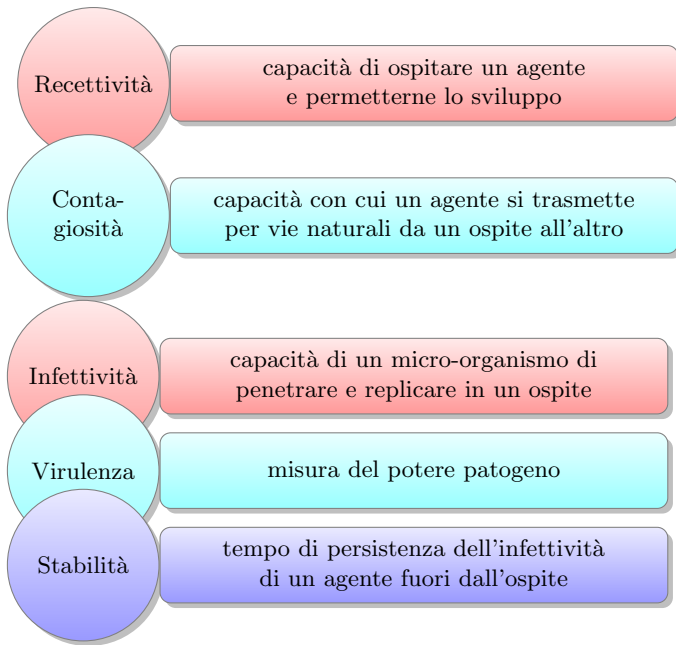 Recettività
capacità di ospitare un agente
e permetterne lo sviluppo
Conta-
giosità
capacità con cui un agente si trasmette
per vie naturali da un ospite all'altro
Infettività
capacità di un micro-organismo di
penetrare e replicare in un ospite
Virulenza
misura del potere patogeno
Stabilità
tempo di persistenza dell'infettività
di un agente fuori dall'ospite